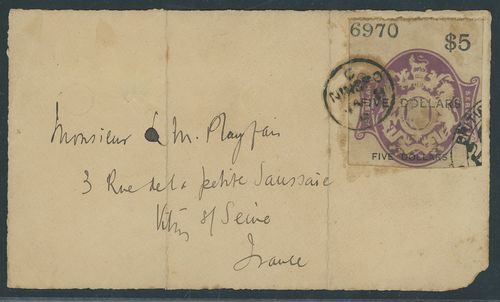 6970 $5
FIVE DOLLARS
FIVE DOLLARS
Monsieur L M. Playfair
3 Rue de la petite Saussaie
Vitry s/ Seine
France